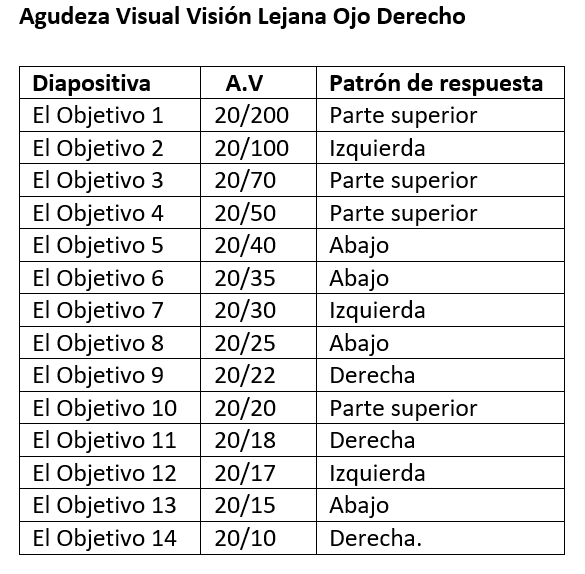 Agudeza Visual Visión Lejana Ojo Derecho
Diapositiva A.V Patrón de respuesta
El Objetivo 1 20/200 Parte superior
El Objetivo 2 20/100 Izquierda
El Objetivo 3 20/70 Parte superior
El Objetivo 4 20/50 Parte superior
El Objetivo 5 20/40 Abajo
El Objetivo 6 20/35 Abajo
El Objetivo 7 20/30 Izquierda
El Objetivo 8 20/25 Abajo
El Objetivo 9 20/22 Derecha
El Objetivo 10 20/20 Parte superior
El Objetivo 11 20/18 Derecha
El Objetivo 12 20/17 Izquierda
El Objetivo 13 20/15 Abajo
El Objetivo 14 20/10 Derecha.